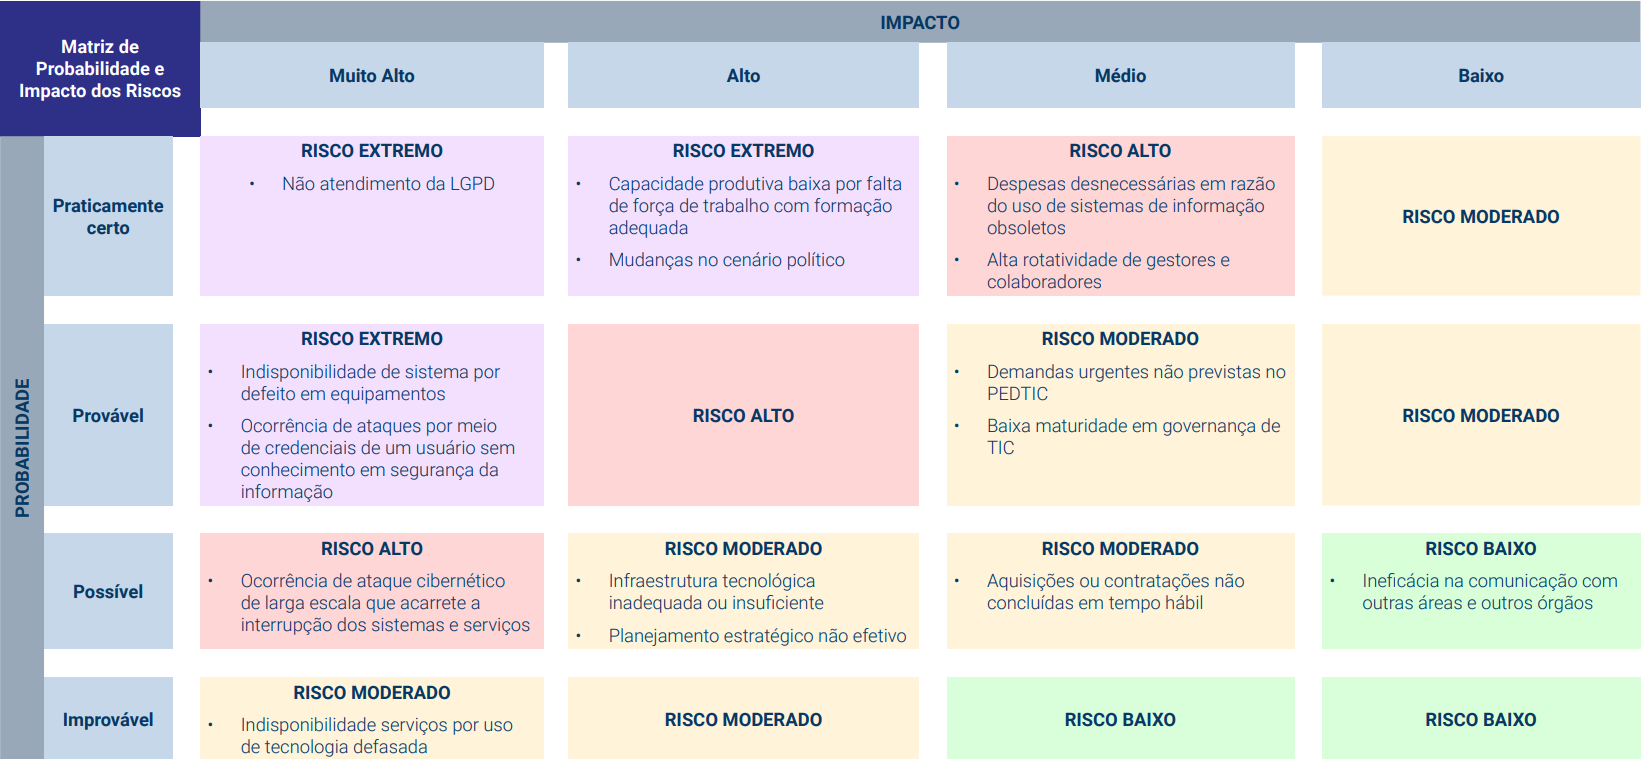 Matriz de
Probabilidade e
Impacto dos Riscos
IMPACTO
Muito Alto
Alto
Médio
Baixo
PROBABILIDADE
Praticamente
certo
RISCO EXTREMO
• Não atendimento da LGPD
RISCO EXTREMO
• Capacidade produtiva baixa por falta
de força de trabalho com formação
adequada
• Mudanças no cenário político
RISCO ALTO
• Despesas desnecessárias em razão
do uso de sistemas de informação
obsoletos
• Alta rotatividade de gestores e
colaboradores
RISCO MODERADO
Provável
RISCO EXTREMO
• Indisponibilidade de sistema por
defeito em equipamentos
• Ocorrência de ataques por meio
de credenciais de um usuário sem
conhecimento em segurança da
informação
RISCO ALTO
RISCO MODERADO
• Demandas urgentes não previstas no
PEDTIC
• Baixa maturidade em governança de
TIC
RISCO MODERADO
Possível
RISCO ALTO
• Ocorrência de ataque cibernético
de larga escala que acarrete a
interrupção dos sistemas e serviços
RISCO MODERADO
• Infraestrutura tecnológica
inadequada ou insuficiente
• Planejamento estratégico não efetivo
RISCO MODERADO
• Aquisições ou contratações não
concluídas em tempo hábil
RISCO BAIXO
• Ineficácia na comunicação com
outras áreas e outros órgãos
Improvável
RISCO MODERADO
• Indisponibilidade serviços por uso
de tecnologia defasada
RISCO MODERADO
RISCO BAIXO
RISCO BAIXO